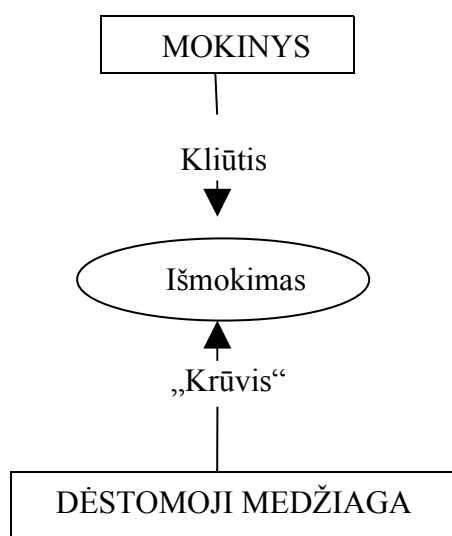 MOKINYS
Kliūtis
Išmokimas
„Krūvis“
DĖSTOMOJI MEDŽIAGA